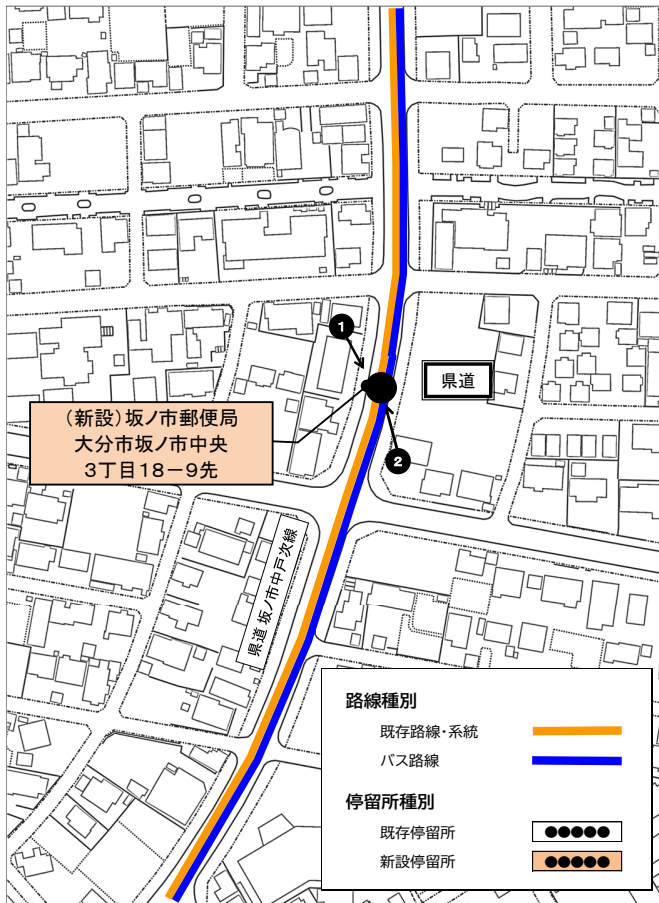 1
県道
(新設)坂ノ市郵便局
大分市坂ノ市中央
3丁目18-9先
2
県道 坂ノ市中戸次線
路線種別
既存路線・系統
バス路線
停留所種別
既存停留所
●●●●●
新設停留所
●●●●●